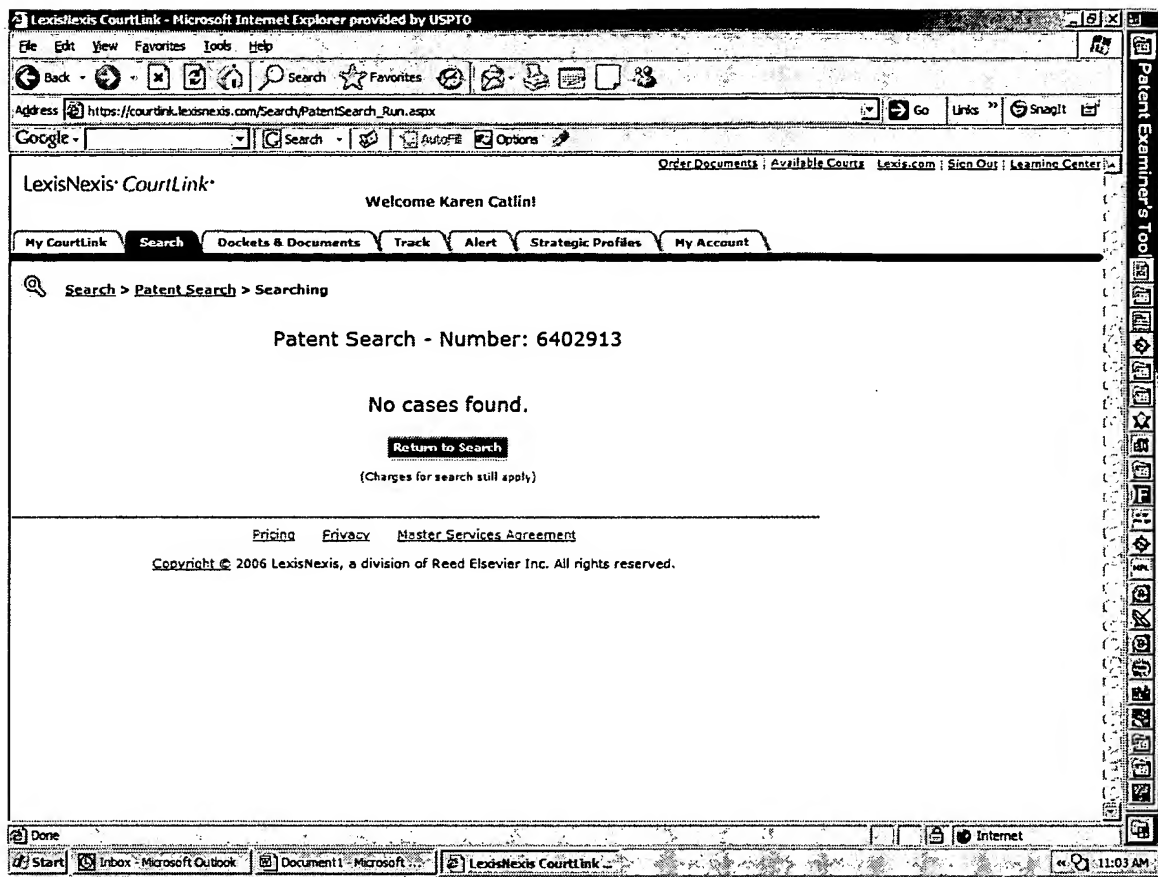 LexisNexis CourtLink - Microsoft Internet Explorer provided by USPTO
File Edit View Favorites Tools Help
Back Search Favorites
Address https://courtlink.lexisnexis.com/Search/PatentSearch_Run.aspx Go Links » SnagIt
Google - Search AutoFill Options
Order Documents | Available Courts Lexis.com | Sign Out | Learning Center
LexisNexis· CourtLink·
Welcome Karen Catlin!
My CourtLink Search Dockets & Documents Track Alert Strategic Profiles My Account
Search > Patent Search > Searching
Patent Search - Number: 6402913
No cases found.
Return to Search
(Charges for search still apply)
Pricing Privacy Master Services Agreement
Copyright © 2006 LexisNexis, a division of Reed Elsevier Inc. All rights reserved.
Done Internet
Start Inbox - Microsoft Outlook Document1 - Microsoft ... LexisNexis CourtLink ... « 11:03 AM
Patent Examiner's Tool